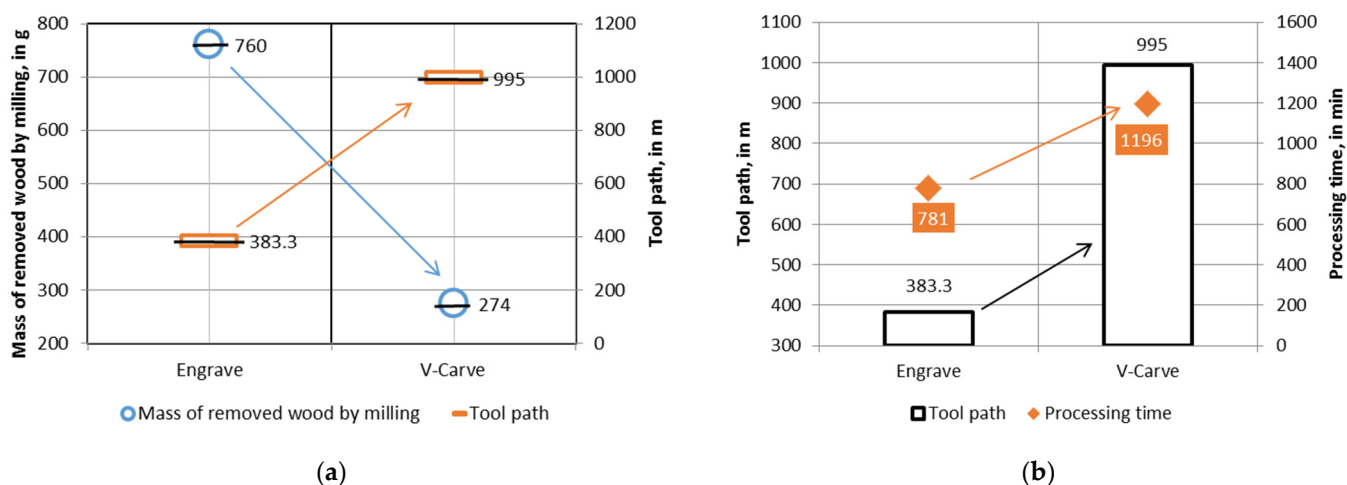 Mass of removed wood by milling, in g
800
700
600
500
400
300
200
760
383.3
995
274
1200
1000
800
600
400
200
0
Tool path, in m
Engrave
V-Carve
Mass of removed wood by milling
Tool path
(a)
Tool path, in m
1100
1000
900
800
700
600
500
400
300
995
1196
781
383.3
1600
1400
1200
1000
800
600
400
200
0
Processing time, in min
Engrave
V-Carve
Tool path
Processing time
(b)